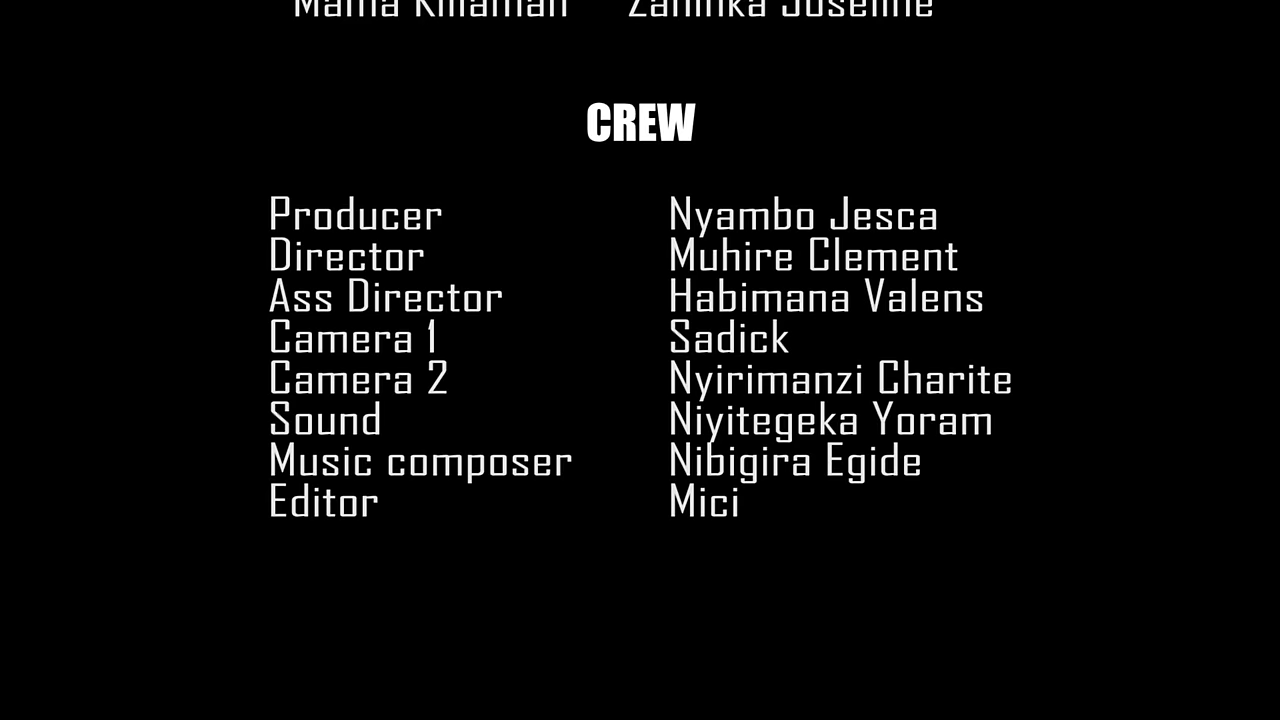 CREW
Producer Nyambo Jesca
Director Muhire Clement
Ass Director Habimana Valens
Camera 1 Sadick
Camera 2 Nyirimanzi Charite
Sound Niyitegeka Yoram
Music composer Nibigira Egide
Editor Mici